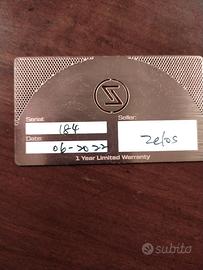 Serial:
184
Seller:
Zelos
Date:
06-2022
1 Year Limited Warranty
subito